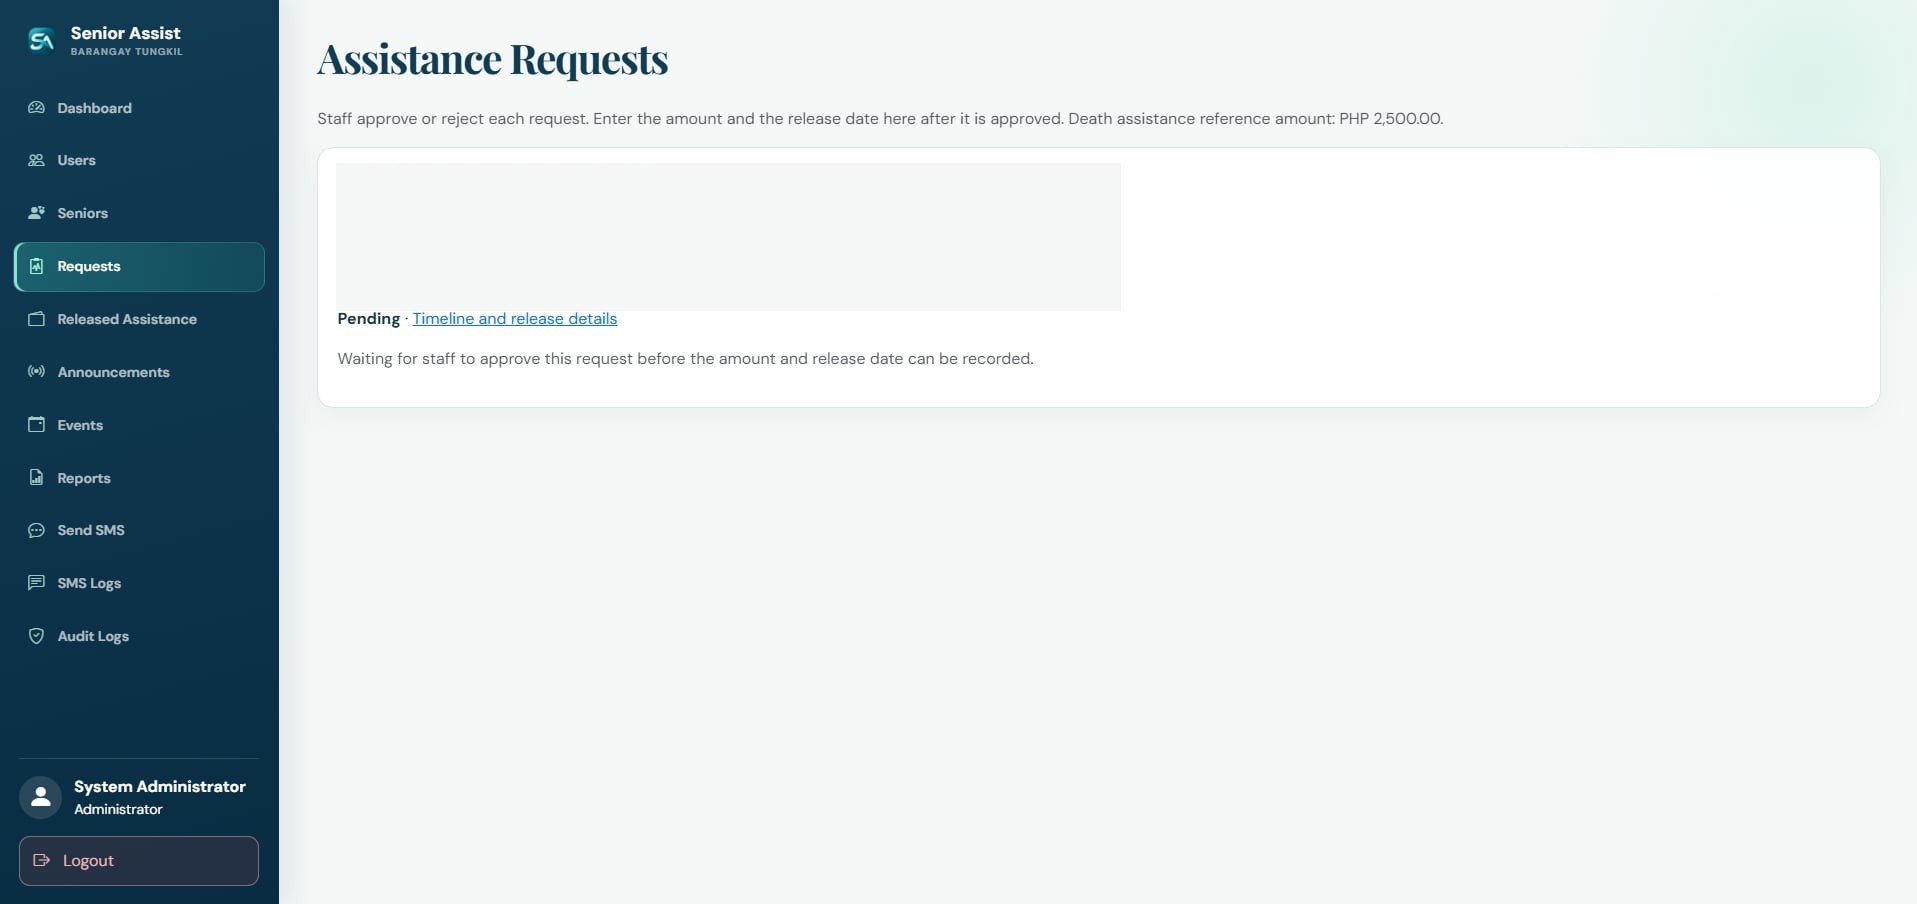 Senior Assist
BARANGAY TUNGKIL
Dashboard
Users
Seniors
Requests
Released Assistance
Announcements
Events
Reports
Send SMS
SMS Logs
Audit Logs
System Administrator
Administrator
Logout
Assistance Requests
Staff approve or reject each request. Enter the amount and the release date here after it is approved. Death assistance reference amount: PHP 2,500.00.
Pending · Timeline and release details
Waiting for staff to approve this request before the amount and release date can be recorded.